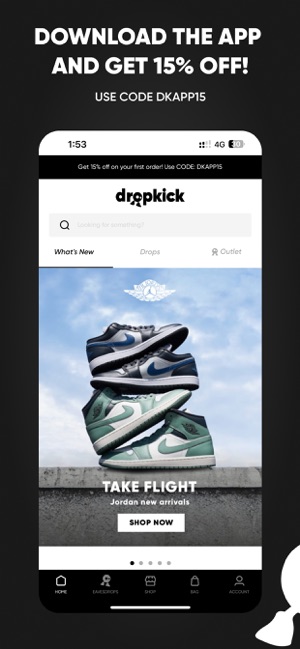 DOWNLOAD THE APP
AND GET 15% OFF!
USE CODE DKAPP15
1:53
4G
Get 15% off on your first order! Use CODE: DKAPP15
dropkick
Looking for something?
What's New
Drops
Outlet
TAKE FLIGHT
Jordan new arrivals
SHOP NOW
HOME
SHOP
BAG
ACCOUNT